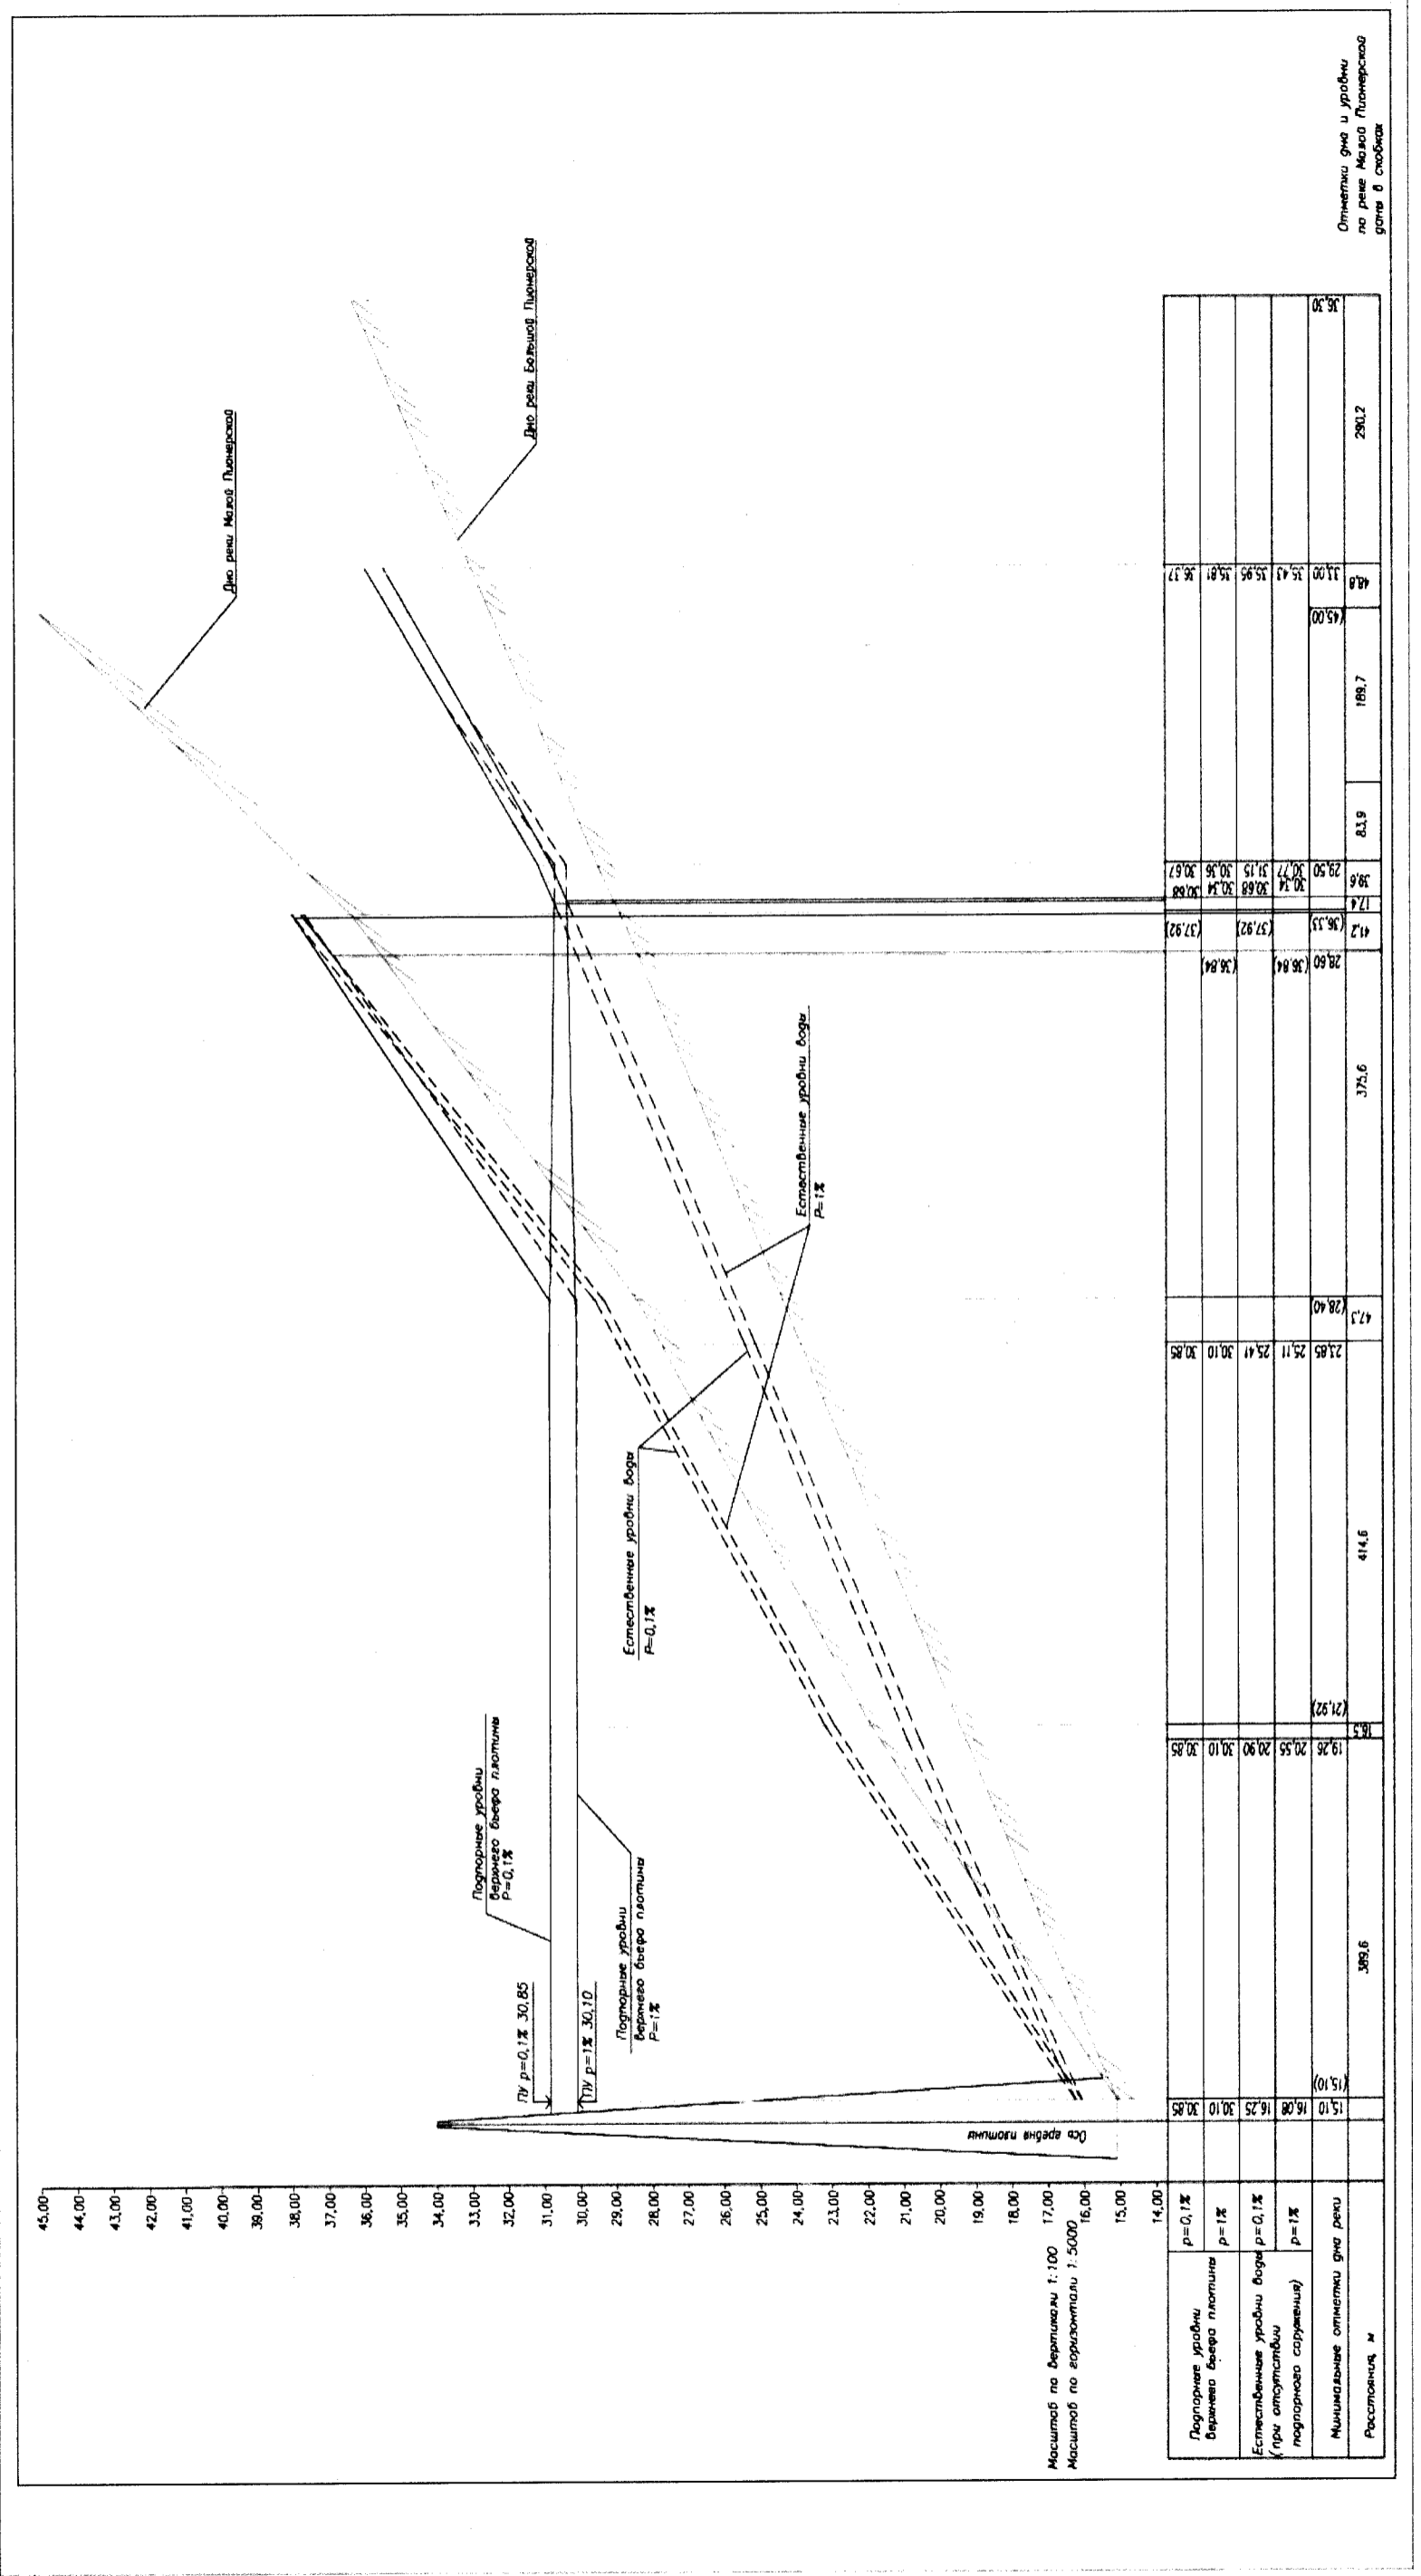 Отметки дна и уровни
по реке Малой Пионерской
даны в скобках
Дно реки Малой Пионерской
Дно реки Большой Пионерской
Естественные уровни воды
P=1%
Естественные уровни воды
P=0,1%
Подпорные уровни
верхнего бьефа плотины
P=0,1%
Подпорные уровни
верхнего бьефа плотины
P=1%
ПУ p=0,1% 30,85
ПУ p=1% 30,10
Ось гребня плотины
45,00
44,00
43,00
42,00
41,00
40,00
39,00
38,00
37,00
36,00
35,00
34,00
33,00
32,00
31,00
30,00
29,00
28,00
27,00
26,00
25,00
24,00
23,00
22,00
21,00
20,00
19,00
18,00
17,00
16,00
15,00
14,00
Масштаб по вертикали 1:100
Масштаб по горизонтали 1:5000
Подпорные уровни
верхнего бьефа плотины
p=0,1%
30,85 30,85 30,85 (37,92) 30,68 30,67 36,37
p=1%
30,10 30,10 30,10 (36,84) 30,34 30,36 35,81
Естественные уровни воды
(при отсутствии
подпорного соружения)
p=0,1%
16,25 20,90 25,41 (37,92) 30,68 31,15 35,95
p=1%
16,08 20,55 25,11 (36,84) 30,34 30,77 35,43
Минимальные отметки дна реки
15,10 (15,10) 19,26 (21,92) 23,85 (28,40) 28,60 (36,33) 29,50 (45,00) 33,00 36,30
Расстояния, м
389,6 16,5 414,6 47,3 375,6 41,2 17,4 39,6 83,9 189,7 48,8 290,2